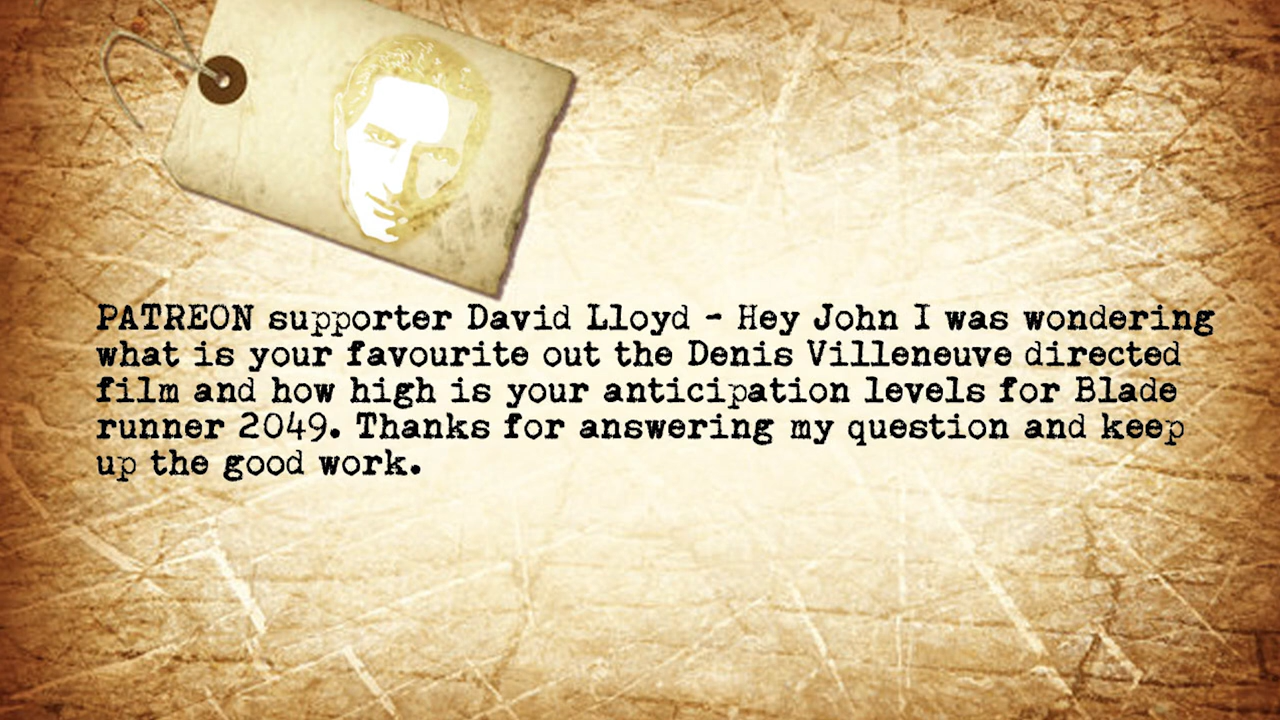 PATREON supporter David Lloyd - Hey John I was wondering
what is your favourite out the Denis Villeneuve directed
film and how high is your anticipation levels for Blade
runner 2049. Thanks for answering my question and keep
up the good work.